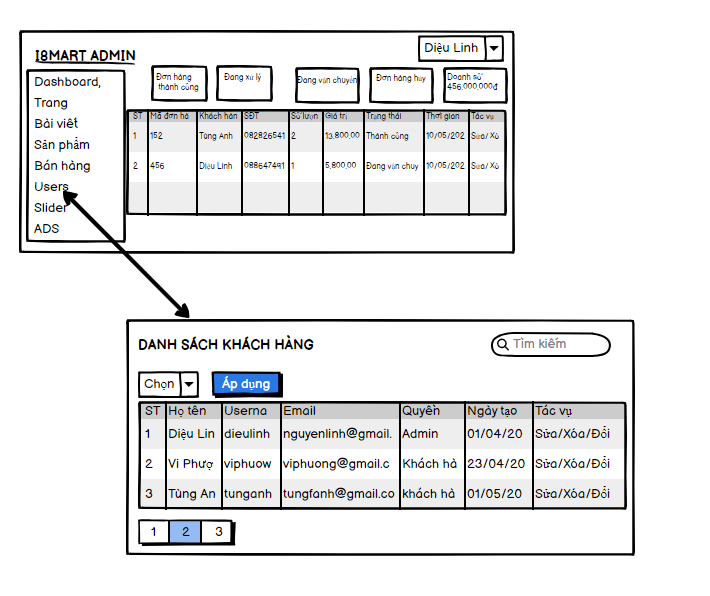 I8MART ADMIN
Diệu Linh
Dashboard,
Trang
Bài viết
Sản phẩm
Bán hàng
Users
Slider
ADS
Đơn hàng
thành công
Đang xử lý
Đang vận chuyển
Đơn hàng hủy
Doanh số
456,000,000đ
ST Mã đơn hà Khách hàn SĐT Số lượn Giá trị Trạng thái Thời gian Tác vụ
1 152 Tùng Anh 082826541 2 13,800,00 Thành công 10/05/202 Sửa/ Xó
2 456 Diệu Linh 088647491 1 5,800,00 Đang vận chuy 10/05/202 Sửa/ Xó
DANH SÁCH KHÁCH HÀNG
Tìm kiếm
Chọn
Áp dụng
ST Họ tên Userna Email Quyền Ngày tạo Tác vụ
1 Diệu Lin dieulinh nguyenlinh@gmail. Admin 01/04/20 Sửa/Xóa/Đổi
2 Vi Phượ viphuow viphuong@gmail.c Khách hà 23/04/20 Sửa/Xóa/Đổi
3 Tùng An tunganh tungfanh@gmail.co khách hà 01/05/20 Sửa/Xóa/Đổi
1 2 3